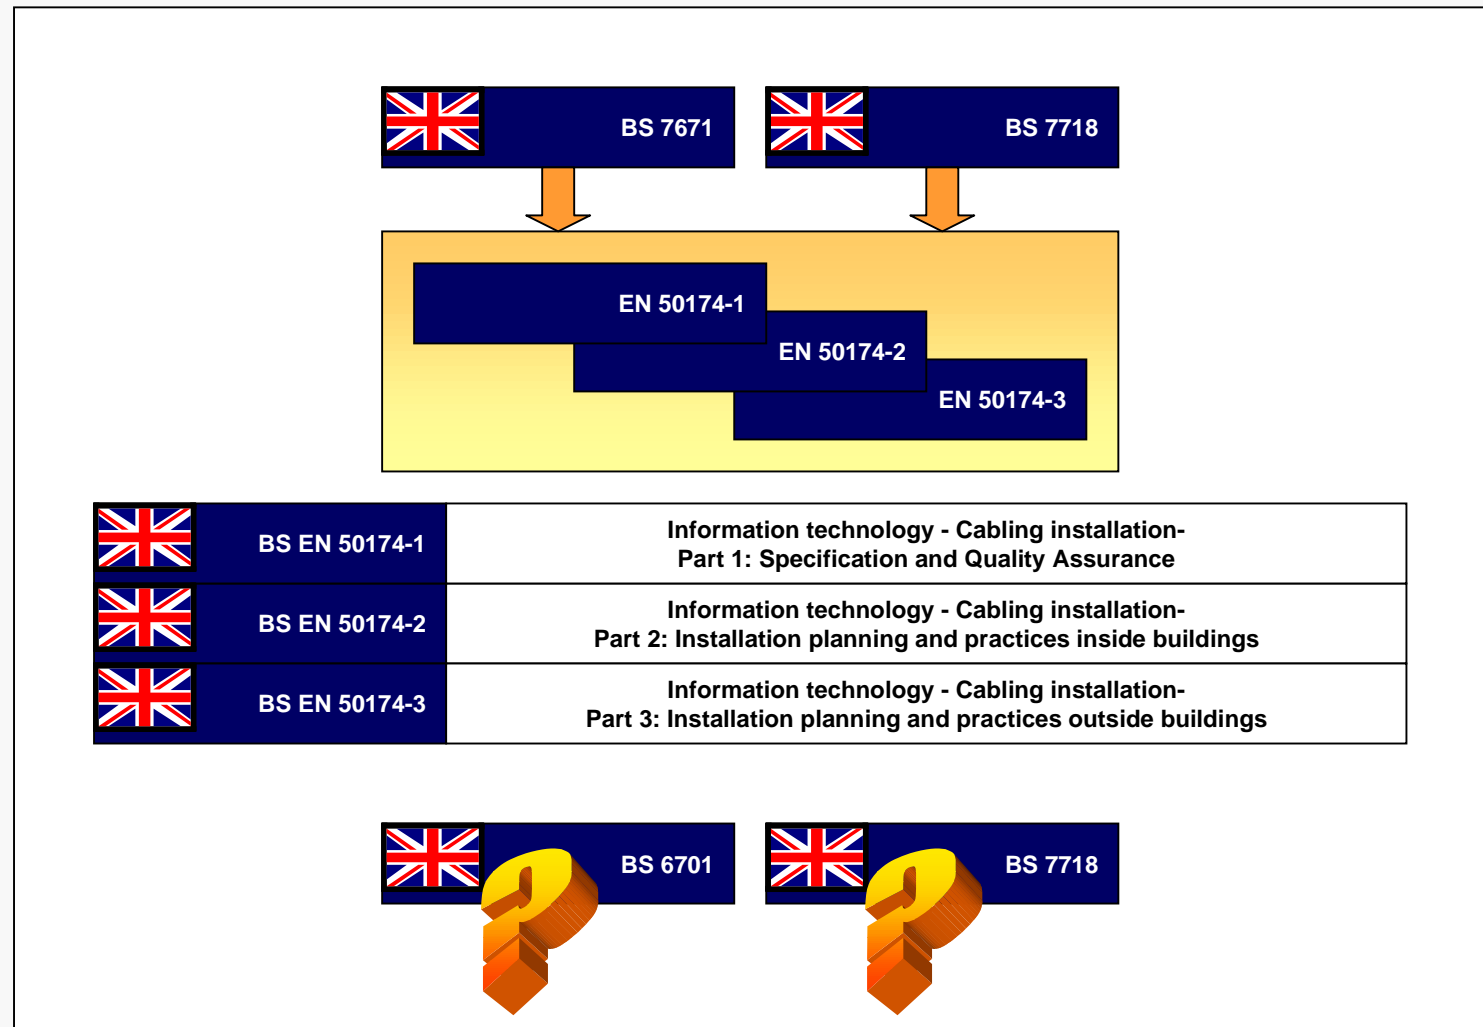 BS 7671
BS 7718
EN 50174-1
EN 50174-2
EN 50174-3
BS EN 50174-1
Information technology - Cabling installation-
Part 1: Specification and Quality Assurance
BS EN 50174-2
Information technology - Cabling installation-
Part 2: Installation planning and practices inside buildings
BS EN 50174-3
Information technology - Cabling installation-
Part 3: Installation planning and practices outside buildings
BS 6701
?
BS 7718
?